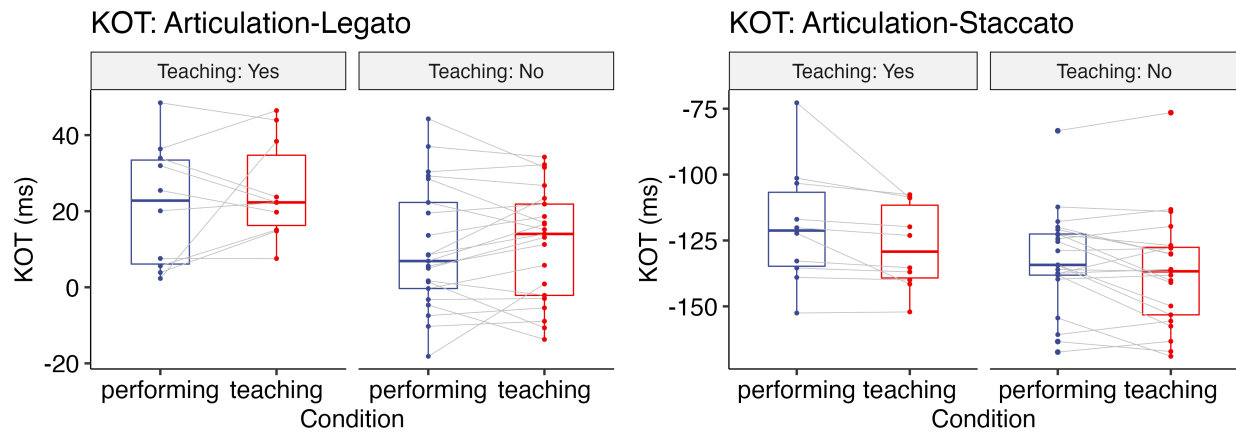 KOT: Articulation-Legato
Teaching: Yes
Teaching: No
KOT (ms)
40
20
0
-20
performing
teaching
performing
teaching
Condition
KOT: Articulation-Staccato
Teaching: Yes
Teaching: No
KOT (ms)
-75
-100
-125
-150
performing
teaching
performing
teaching
Condition